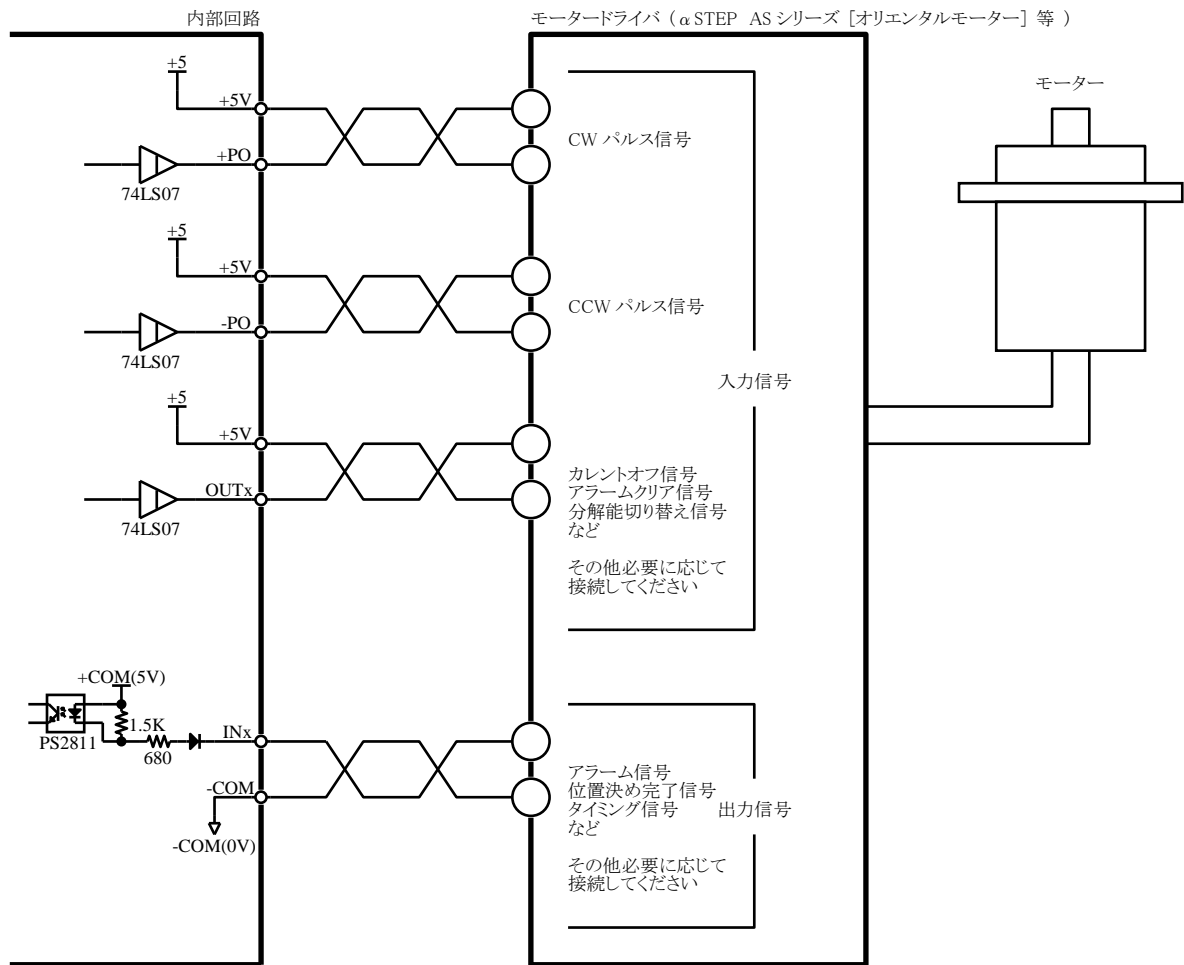 内部回路
モータードライバ ( α STEP AS シリーズ [オリエンタルモーター] 等 )
+5
+5V
+PO
74LS07
CW パルス信号
モーター
+5
+5V
-PO
74LS07
CCW パルス信号
入力信号
+5
+5V
OUTx
74LS07
カレントオフ信号
アラームクリア信号
分解能切り替え信号
など
その他必要に応じて
接続してください
+COM(5V)
1.5K
PS2811
680
INx
-COM
-COM(0V)
アラーム信号
位置決め完了信号
タイミング信号
など
出力信号
その他必要に応じて
接続してください